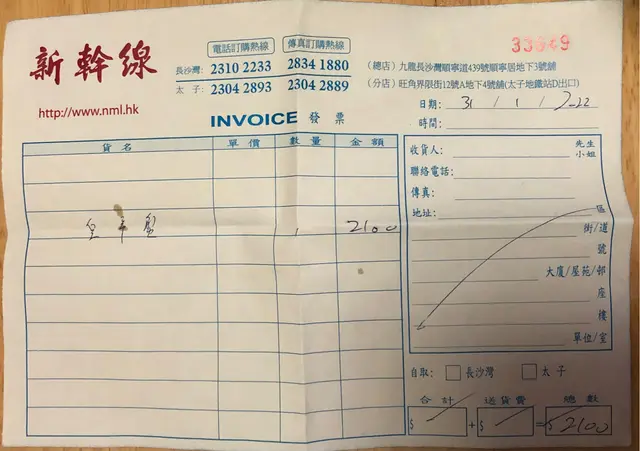 新幹線
http://www.nml.hk
電話訂購熱線 傳真訂購熱線
長沙灣: 2310 2233 2834 1880
太子: 2304 2893 2304 2889
33649
(總店) 九龍長沙灣順寧道439號順寧居地下3號舖
(分店) 旺角界限街12號A地下4號舖(太子地鐵站D出口)
INVOICE 發票
日期: 31 / 1 / 2022
時間:
貨名 單價 數量 金額
1 2100
收貨人: 先生 小姐
聯絡電話:
傳真:
地址: 區
街/道
號
大廈/屋苑/邨
座
樓
單位/室
自取: 長沙灣 太子
合計 送貨費 總數
$ + $ = $ 2100